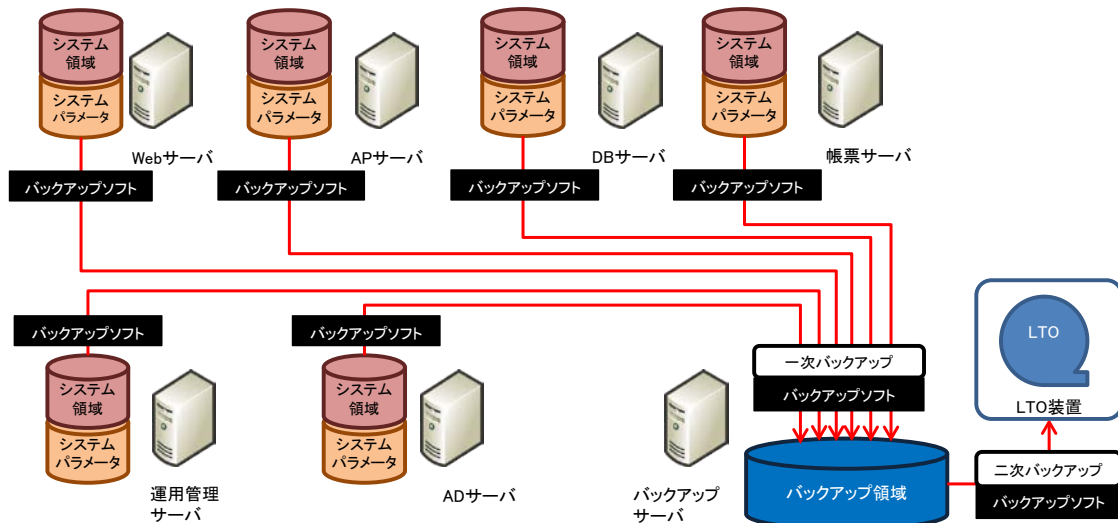 システム
領域
システム
パラメータ
Webサーバ
システム
領域
システム
パラメータ
APサーバ
システム
領域
システム
パラメータ
DBサーバ
システム
領域
システム
パラメータ
帳票サーバ
バックアップソフト
バックアップソフト
バックアップソフト
バックアップソフト
バックアップソフト
バックアップソフト
システム
領域
システム
パラメータ
運用管理
サーバ
システム
領域
システム
パラメータ
ADサーバ
バックアップ
サーバ
一次バックアップ
バックアップソフト
バックアップ領域
LTO
LTO装置
二次バックアップ
バックアップソフト